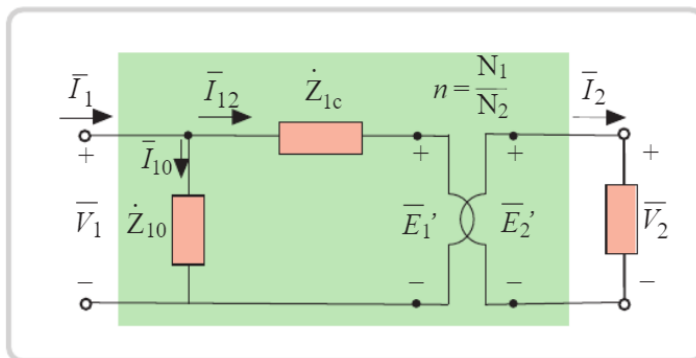 I̅₁
I̅₁₂
Ż₁c
n = N₁/N₂
I̅₂
+
+
+
+
I̅₁₀
V̅₁
Ż₁₀
E̅₁’
E̅₂’
V̅₂
−
−
−
−